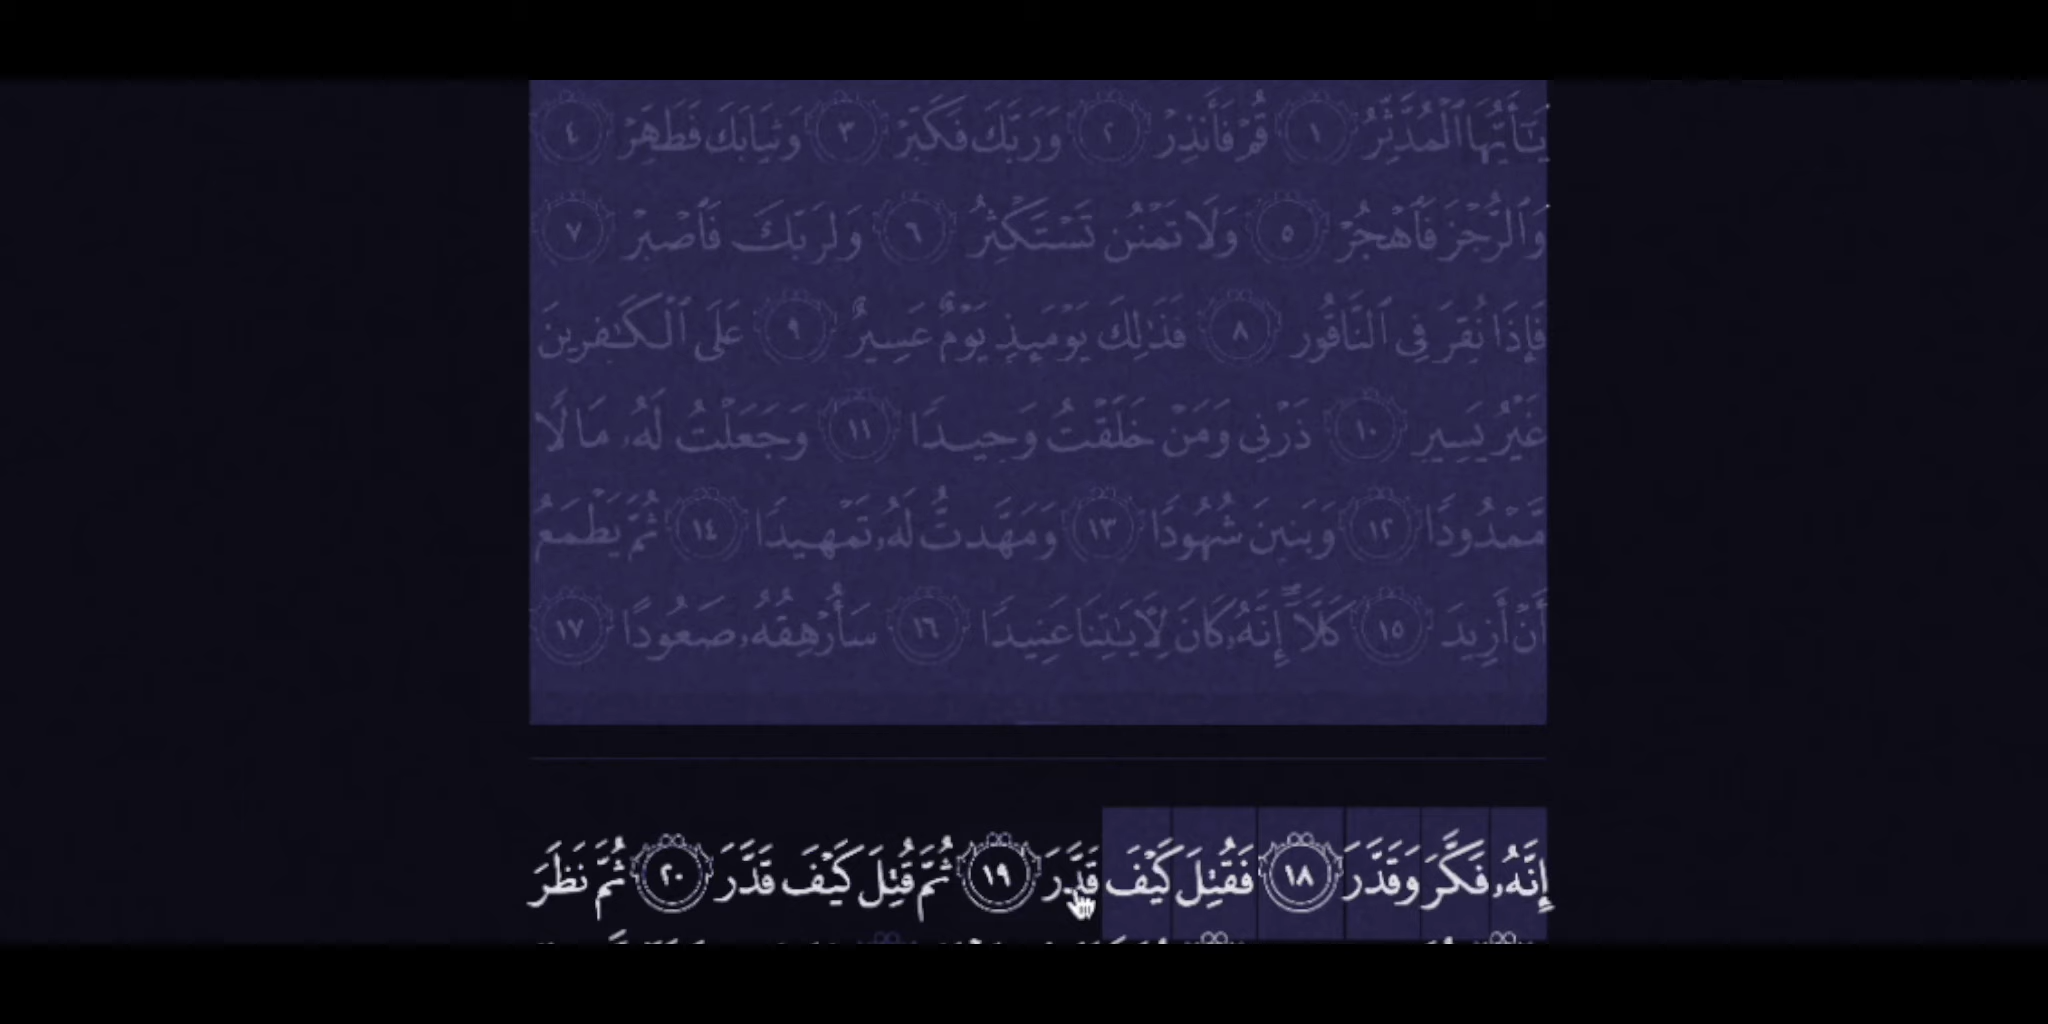 يَـٰٓأَيُّهَا ٱلْمُدَّثِّرُ ١ قُمْ فَأَنذِرْ ٢ وَرَبَّكَ فَكَبِّرْ ٣ وَثِيَابَكَ فَطَهِّرْ ٤
وَٱلرُّجْزَ فَٱهْجُرْ ٥ وَلَا تَمْنُن تَسْتَكْثِرُ ٦ وَلِرَبِّكَ فَٱصْبِرْ ٧
فَإِذَا نُقِرَ فِى ٱلنَّاقُورِ ٨ فَذَٰلِكَ يَوْمَئِذٍ يَوْمٌ عَسِيرٌ ٩ عَلَى ٱلْكَـٰفِرِينَ
غَيْرُ يَسِيرٍ ١٠ ذَرْنِى وَمَنْ خَلَقْتُ وَحِيدًا ١١ وَجَعَلْتُ لَهُۥ مَالًا
مَّمْدُودًا ١٢ وَبَنِينَ شُهُودًا ١٣ وَمَهَّدتُّ لَهُۥ تَمْهِيدًا ١٤ ثُمَّ يَطْمَعُ
أَنْ أَزِيدَ ١٥ كَلَّآ إِنَّهُۥ كَانَ لِـَٔايَـٰتِنَا عَنِيدًا ١٦ سَأُرْهِقُهُۥ صَعُودًا ١٧
إِنَّهُۥ فَكَّرَ وَقَدَّرَ ١٨ فَقُتِلَ كَيْفَ قَدَّرَ ١٩ ثُمَّ قُتِلَ كَيْفَ قَدَّرَ ٢٠ ثُمَّ نَظَرَ